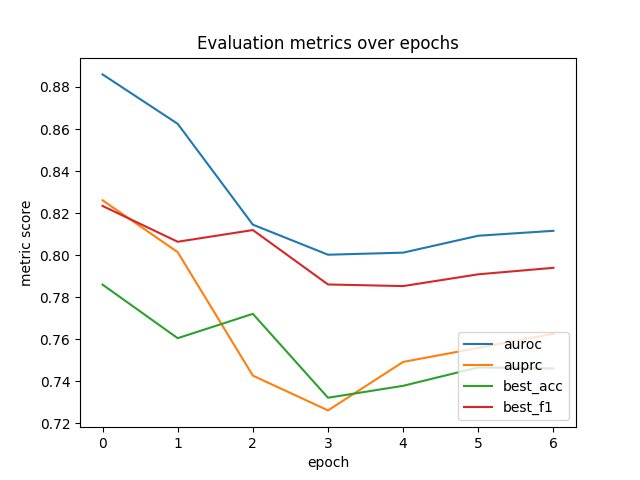 Evaluation metrics over epochs
metric score
0.88
0.86
0.84
0.82
0.80
0.78
0.76
0.74
0.72
auroc
auprc
best_acc
best_f1
0 1 2 3 4 5 6
epoch